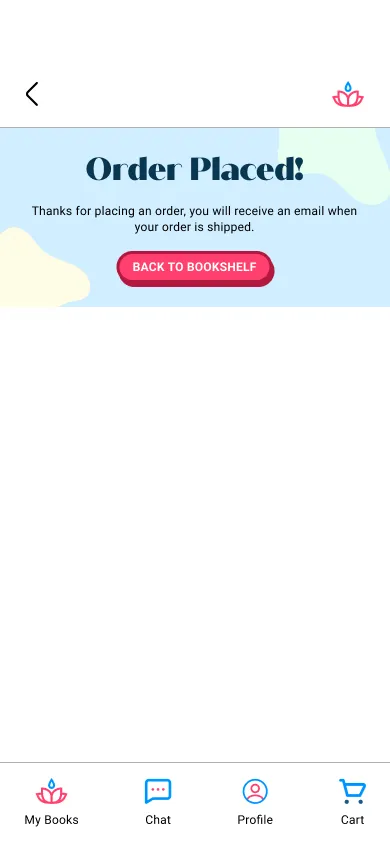 Order Placed!
Thanks for placing an order, you will receive an email when
your order is shipped.
BACK TO BOOKSHELF
My Books
Chat
Profile
Cart